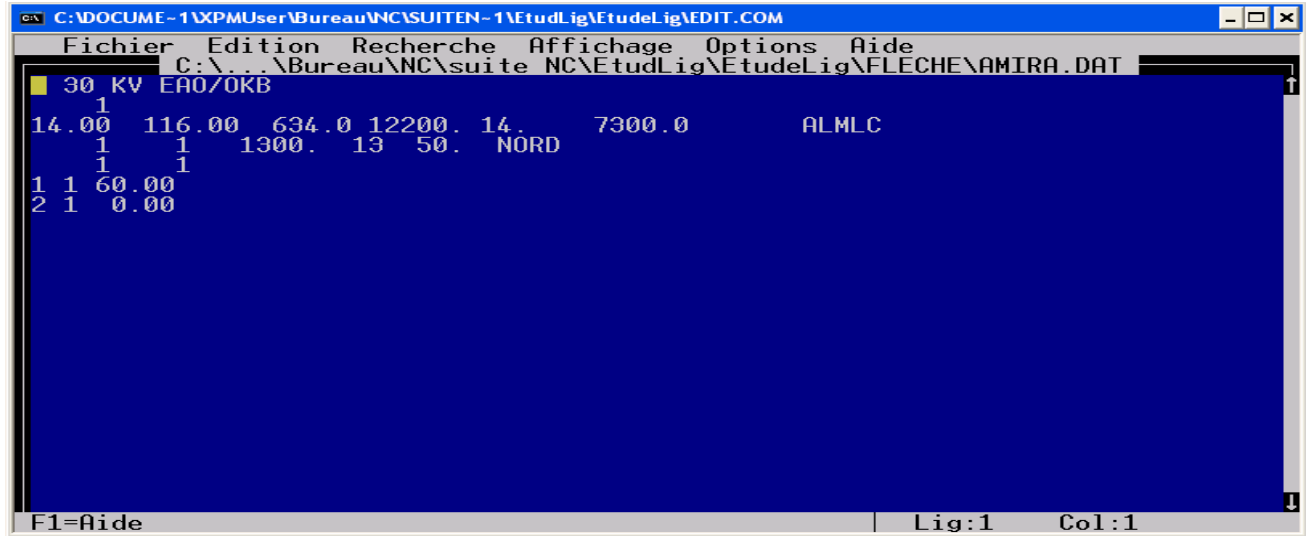 C:\DOCUME~1\XPMUser\Bureau\NC\SUITEN~1\EtudLig\EtudeLig\EDIT.COM
Fichier Edition Recherche Affichage Options Aide
C:\...\Bureau\NC\suite NC\EtudLig\EtudeLig\FLECHE\AMIRA.DAT
30 KV EAO/OKB
1
14.00 116.00 634.0 12200. 14. 7300.0 ALMLC
1 1 1300. 13 50. NORD
1 1
1 1 60.00
2 1 0.00
F1=Aide Lig:1 Col:1